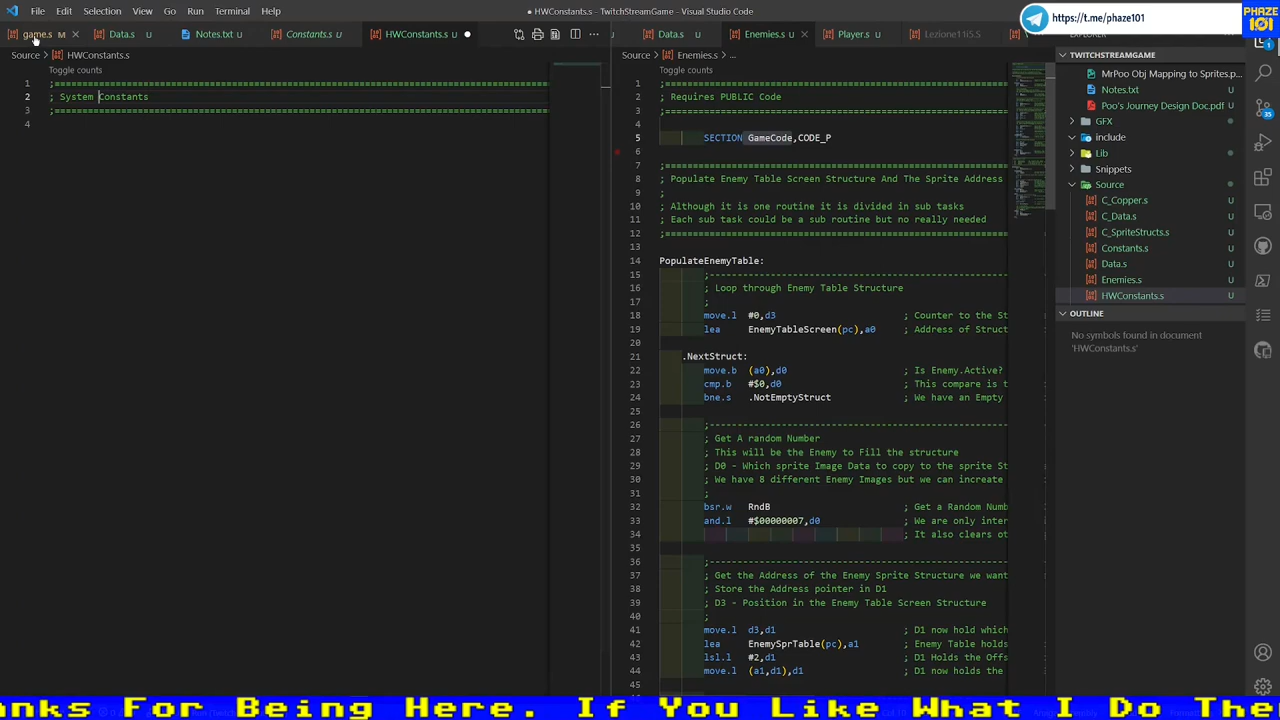 File Edit Selection View Go Run Terminal Help
● HWConstants.s - TwitchStreamGame - Visual Studio Code
https://t.me/phaze101
PHAZE
101
game.s M
Data.s U
Notes.txt U
Constants.s U
HWConstants.s U ●
Data.s U
Enemies.s U
Player.s U
Lezione11i5.S
Source > HWConstants.s
Toggle counts
1 ;==============================================================================
2 ; System Constants
3 ;==============================================================================
4
Source > Enemies.s > ...
Toggle counts
1 ;==================================================
2 ; Requires PUBLIC Code
3 ;==================================================
4
5 SECTION GameCode,CODE_P
6
7 ;==================================================
8 ; Populate Enemy Table Screen Structure And The Sprite Address
9
10 ; Although it is one routine it is divided in sub tasks
11 ; Each sub task could be a sub routine but no really needed
12 ;==================================================
13
14 PopulateEnemyTable:
15 ;--------------------------------------------
16 ; Loop through Enemy Table Structure
17 ;
18 move.l #0,d3 ; Counter to the St
19 lea EnemyTableScreen(pc),a0 ; Address of Struct
20
21 .NextStruct:
22 move.b (a0),d0 ; Is Enemy.Active?
23 cmp.b #$0,d0 ; This compare is t
24 bne.s .NotEmptyStruct ; We have an Empty
25
26 ;--------------------------------------------
27 ; Get A random Number
28 ; This will be the Enemy to Fill the structure
29 ; D0 - Which sprite Image Data to copy to the sprite St
30 ; We have 8 different Enemy Images but we can increate
31 ;
32 bsr.w RndB ; Get a Random Numb
33 and.l #$00000007,d0 ; We are only inter
34 ; It also clears ot
35
36 ;--------------------------------------------
37 ; Get the Address of the Enemy Sprite Structure we want
38 ; Store the Address pointer in D1
39 ; D3 - Position in the Enemy Table Screen Structure
40 ;
41 move.l d3,d1 ; D1 now hold which
42 lea EnemySprTable(pc),a1 ; Enemy Table holds
43 lsl.l #2,d1 ; D1 Holds the Offs
44 move.l (a1,d1),d1 ; D1 now holds the
45
TWITCHSTREAMGAME
MrPoo Obj Mapping to Sprites.p... U
Notes.txt U
Poo's Journey Design Doc.pdf U
GFX
include
Lib
Snippets
Source
C_Copper.s U
C_Data.s U
C_SpriteStructs.s U
Constants.s U
Data.s U
Enemies.s U
HWConstants.s U
OUTLINE
No symbols found in document
'HWConstants.s'
35
anks For Being Here. If You Like What I Do The